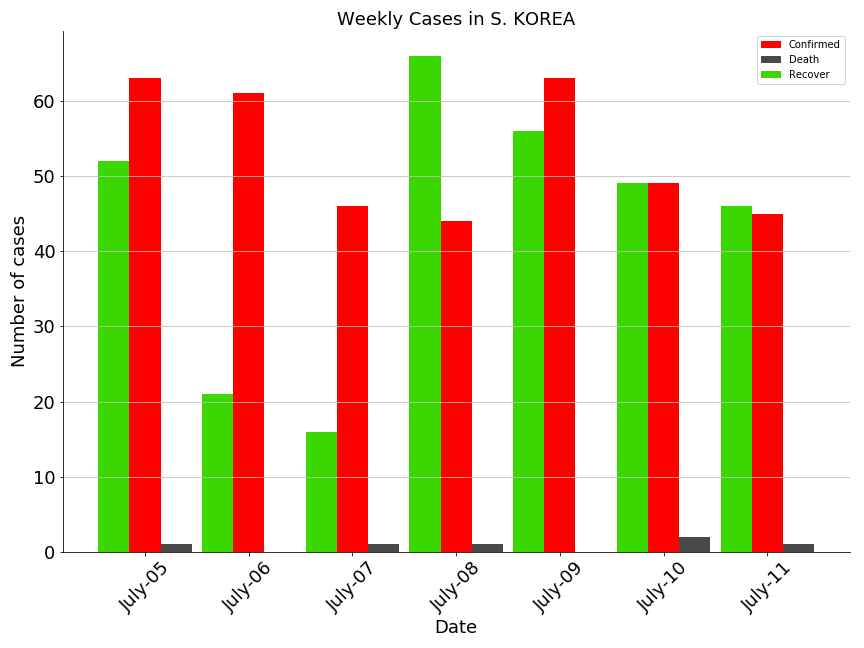 Weekly Cases in S. KOREA
Confirmed
Death
Recover
Number of cases
60
50
40
30
20
10
0
July-05
July-06
July-07
July-08
July-09
July-10
July-11
Date